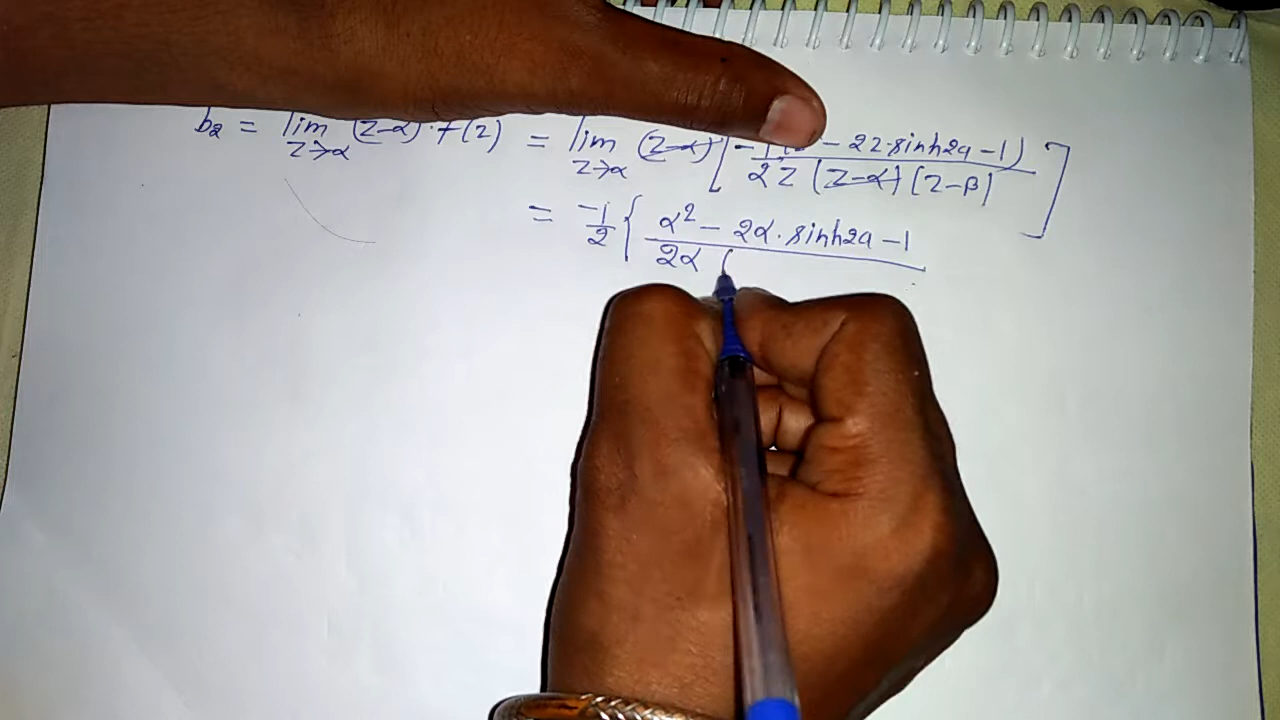 b₂ = lim z→α (z-α)·f(z) = lim z→α (z-α) [ - 2z·sinh2a - 1) / 2z (z-α) (z-β) ]
= -1/2 { α² - 2α·sinh2a - 1 / 2α (